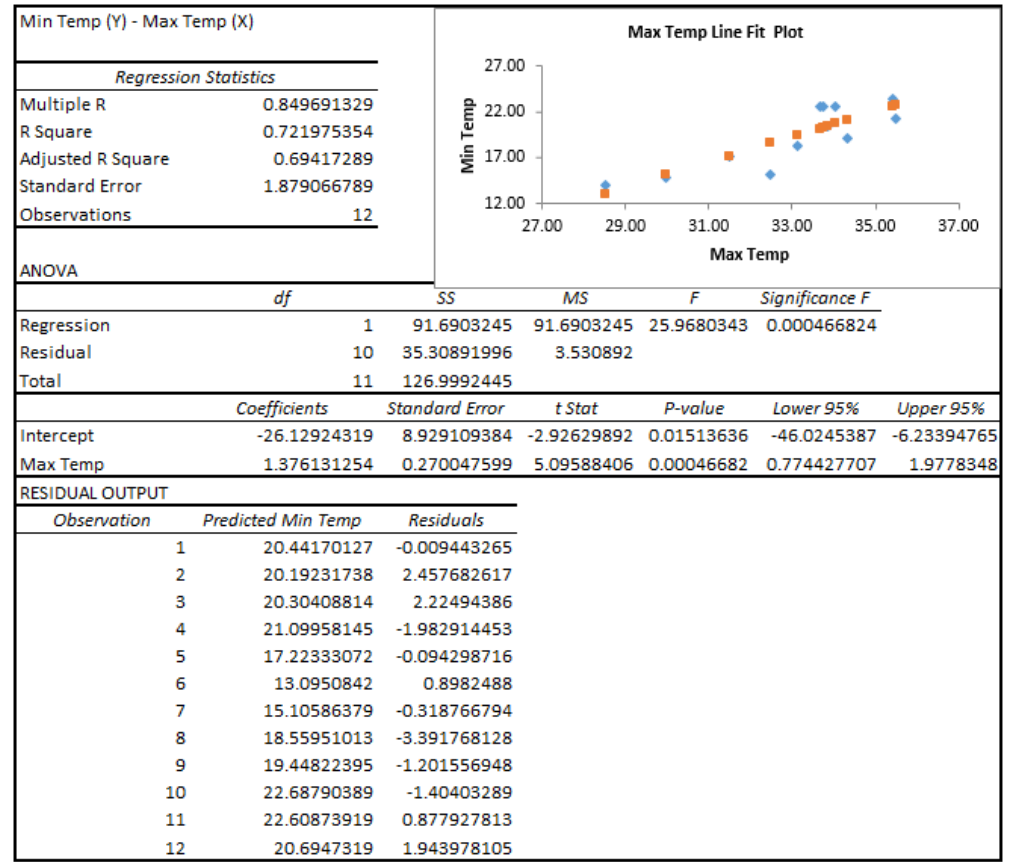 Min Temp (Y) - Max Temp (X)
Regression Statistics
Multiple R 0.849691329
R Square 0.721975354
Adjusted R Square 0.69417289
Standard Error 1.879066789
Observations 12
Max Temp Line Fit Plot
27.00
22.00
17.00
12.00
Min Temp
27.00 29.00 31.00 33.00 35.00 37.00
Max Temp
ANOVA
df SS MS F Significance F
Regression 1 91.6903245 91.6903245 25.9680343 0.000466824
Residual 10 35.30891996 3.530892
Total 11 126.9992445
Coefficients Standard Error t Stat P-value Lower 95% Upper 95%
Intercept -26.12924319 8.929109384 -2.92629892 0.01513636 -46.0245387 -6.23394765
Max Temp 1.376131254 0.270047599 5.09588406 0.00046682 0.774427707 1.9778348
RESIDUAL OUTPUT
Observation Predicted Min Temp Residuals
1 20.44170127 -0.009443265
2 20.19231738 2.457682617
3 20.30408814 2.22494386
4 21.09958145 -1.982914453
5 17.22333072 -0.094298716
6 13.0950842 0.8982488
7 15.10586379 -0.318766794
8 18.55951013 -3.391768128
9 19.44822395 -1.201556948
10 22.68790389 -1.40403289
11 22.60873919 0.877927813
12 20.6947319 1.943978105